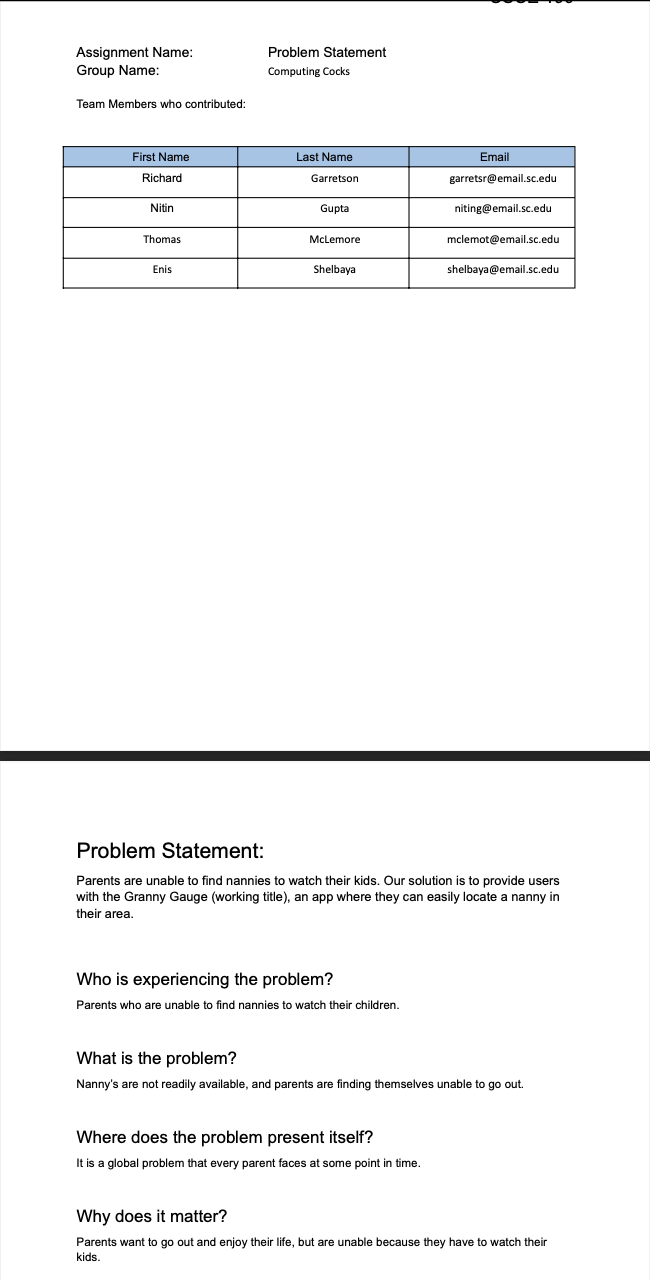 Assignment Name: Problem Statement
Group Name: Computing Cocks
Team Members who contributed:
First Name Last Name Email
Richard Garretson garretsr@email.sc.edu
Nitin Gupta niting@email.sc.edu
Thomas McLemore mclemot@email.sc.edu
Enis Shelbaya shelbaya@email.sc.edu
Problem Statement:
Parents are unable to find nannies to watch their kids. Our solution is to provide users
with the Granny Gauge (working title), an app where they can easily locate a nanny in
their area.
Who is experiencing the problem?
Parents who are unable to find nannies to watch their children.
What is the problem?
Nanny's are not readily available, and parents are finding themselves unable to go out.
Where does the problem present itself?
It is a global problem that every parent faces at some point in time.
Why does it matter?
Parents want to go out and enjoy their life, but are unable because they have to watch their
kids.